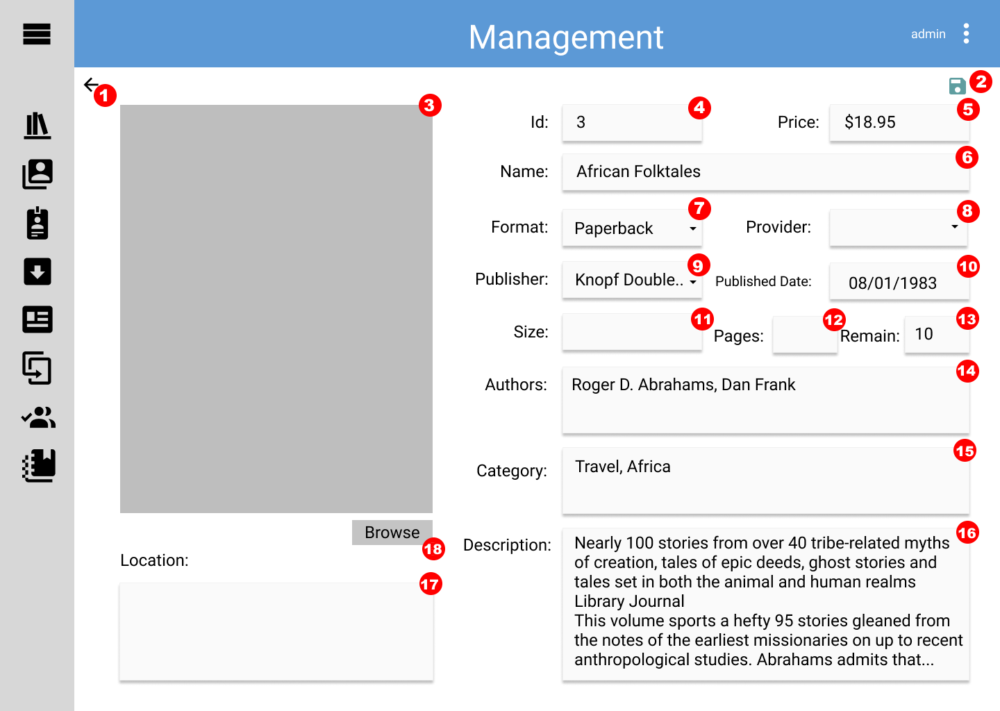 Management
admin
1
2
3
Id:
3
4
Price:
$18.95
5
Name:
African Folktales
6
Format:
Paperback
7
Provider:
8
Publisher:
Knopf Double..
9
Published Date:
08/01/1983
10
Size:
11
Pages:
12
Remain:
10
13
Authors:
Roger D. Abrahams, Dan Frank
14
Category:
Travel, Africa
15
Browse
18
Location:
17
Description:
Nearly 100 stories from over 40 tribe-related myths
of creation, tales of epic deeds, ghost stories and
tales set in both the animal and human realms
Library Journal
This volume sports a hefty 95 stories gleaned from
the notes of the earliest missionaries on up to recent
anthropological studies. Abrahams admits that...
16